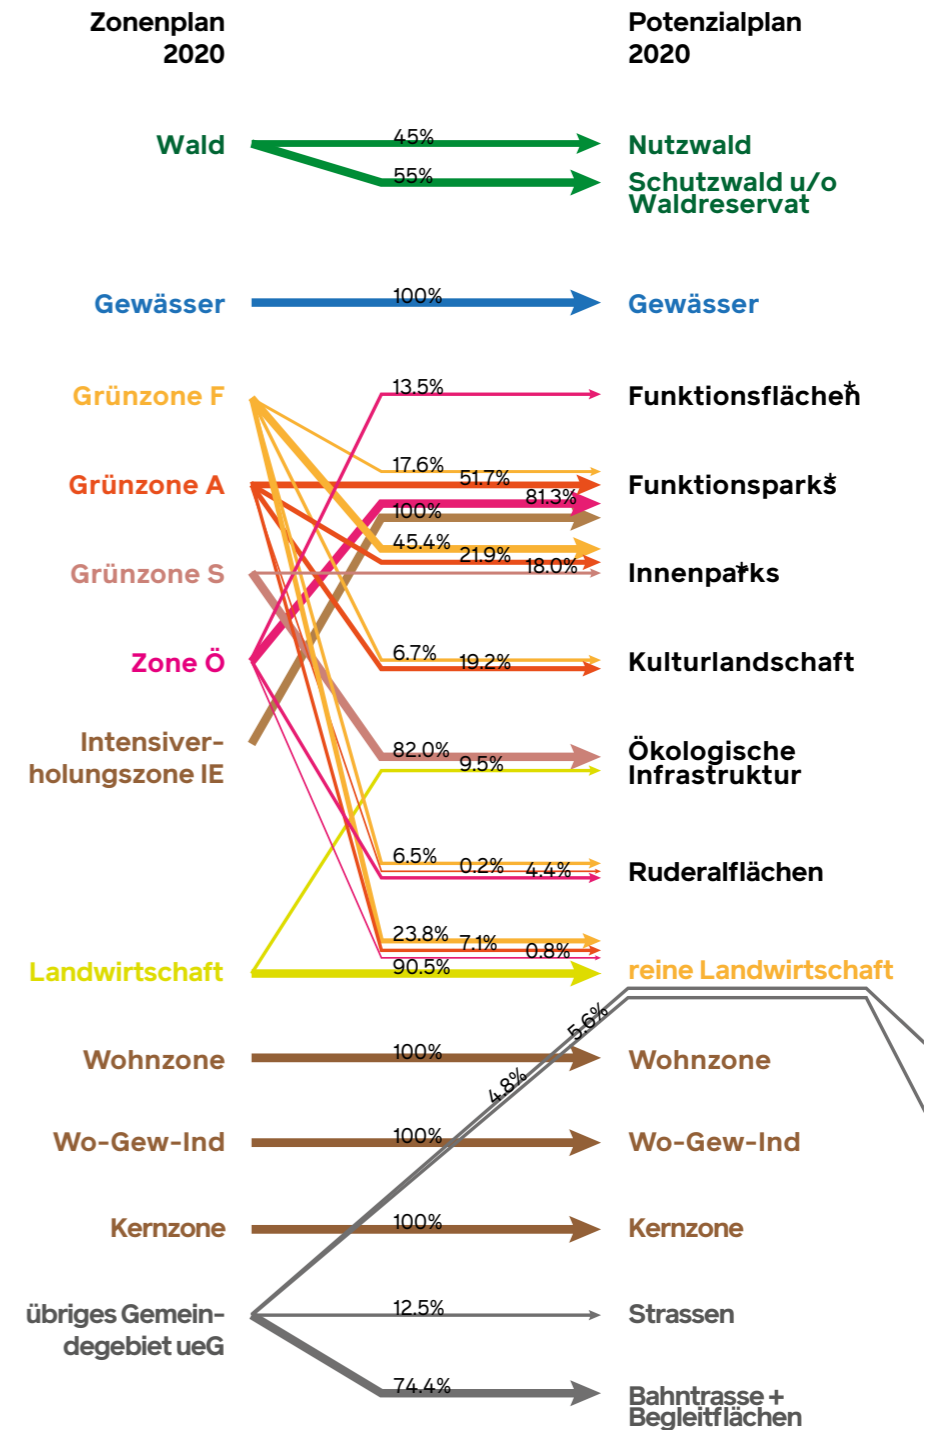 Zonenplan
2020
Potenzialplan
2020
Wald
45%
Nutzwald
55%
Schutzwald u/o
Waldreservat
Gewässer
100%
Gewässer
Grünzone F
13.5%
Funktionsflächen*
17.6%
Grünzone A
51.7%
Funktionsparks*
81.3%
100%
45.4%
21.9%
18.0%
Grünzone S
Innenparks*
Zone Ö
6.7%
19.2%
Kulturlandschaft
Intensiver-
holungszone IE
82.0%
9.5%
Ökologische
Infrastruktur
6.5%
0.2%
4.4%
Ruderalflächen
23.8%
7.1%
0.8%
Landwirtschaft
90.5%
reine Landwirtschaft
5.6%
4.8%
Wohnzone
100%
Wohnzone
Wo-Gew-Ind
100%
Wo-Gew-Ind
Kernzone
100%
Kernzone
übriges Gemein-
degebiet ueG
12.5%
Strassen
74.4%
Bahntrasse +
Begleitflächen